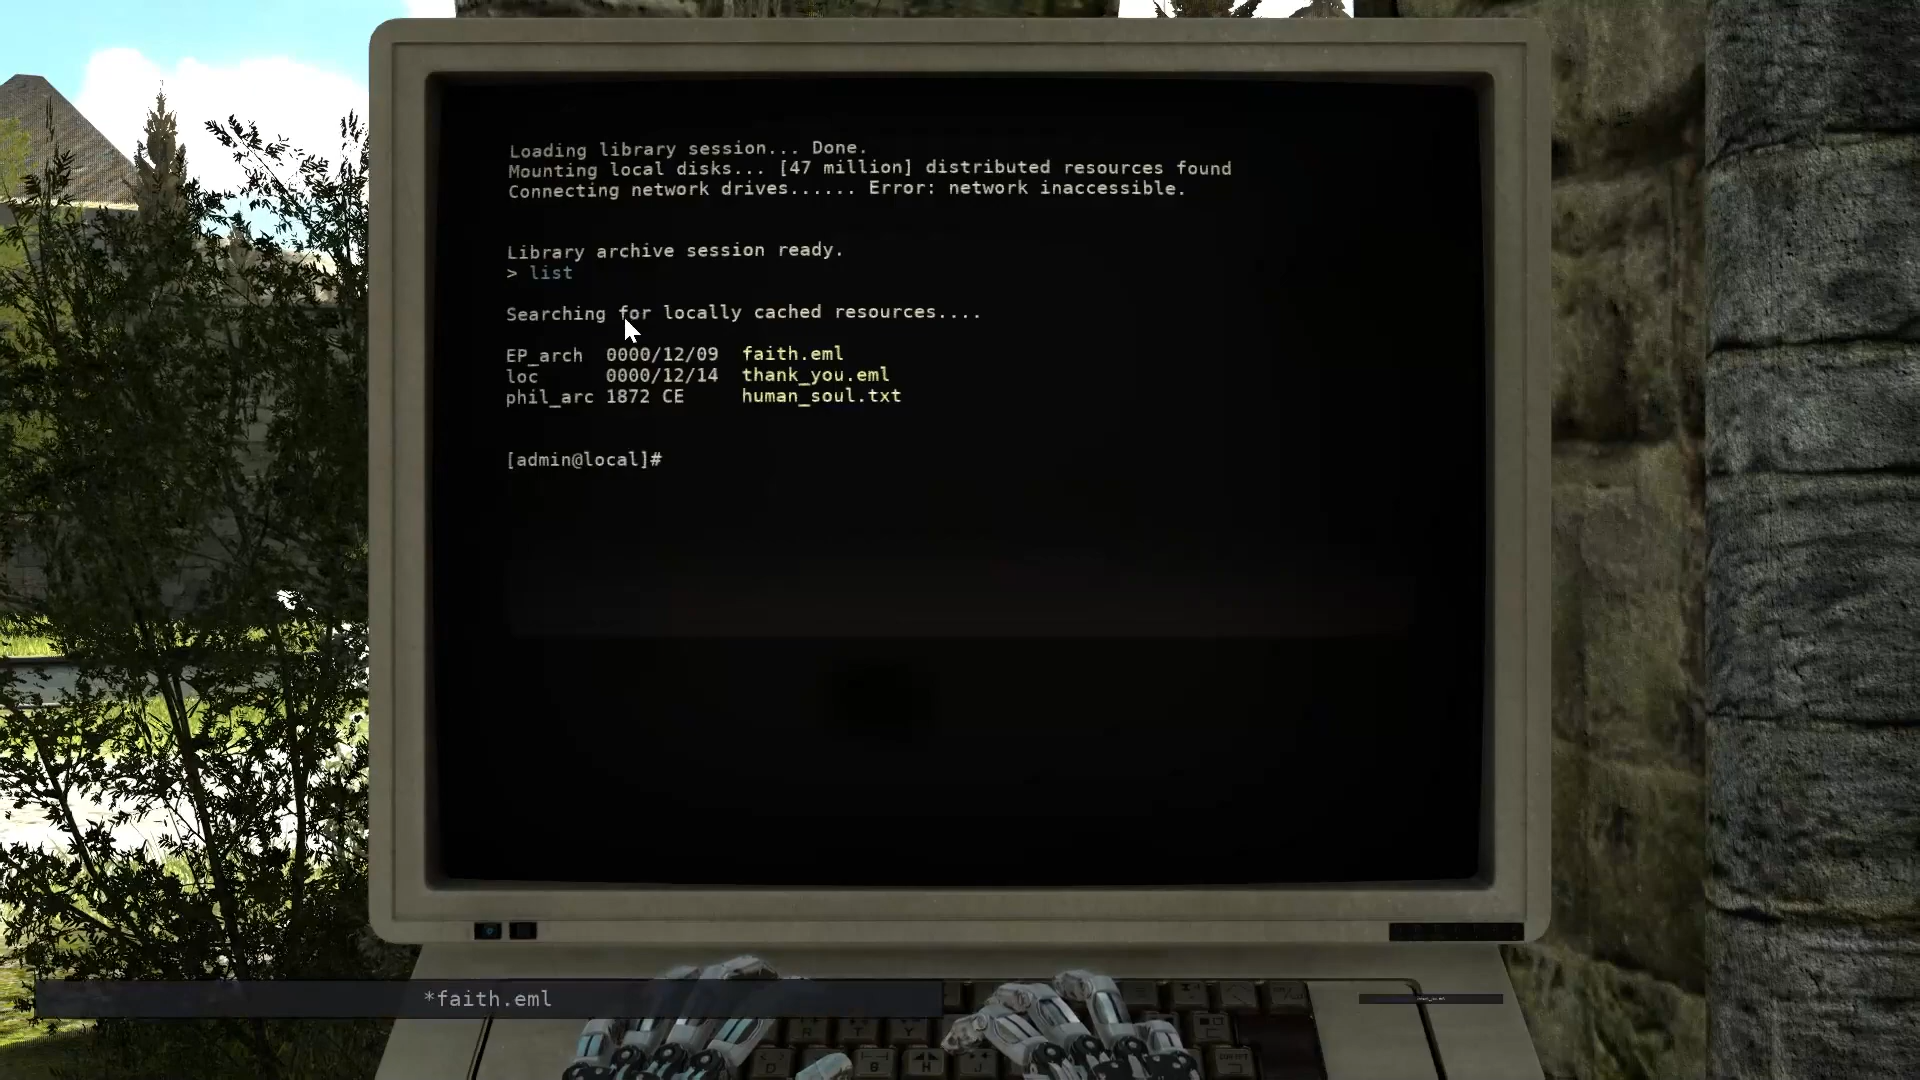 Loading library session... Done.
Mounting local disks... [47 million] distributed resources found
Connecting network drives...... Error: network inaccessible.
Library archive session ready.
> list
Searching for locally cached resources....
EP_arch 0000/12/09 faith.eml
loc 0000/12/14 thank_you.eml
phil_arc 1872 CE human_soul.txt
[admin@local]#
*faith.eml